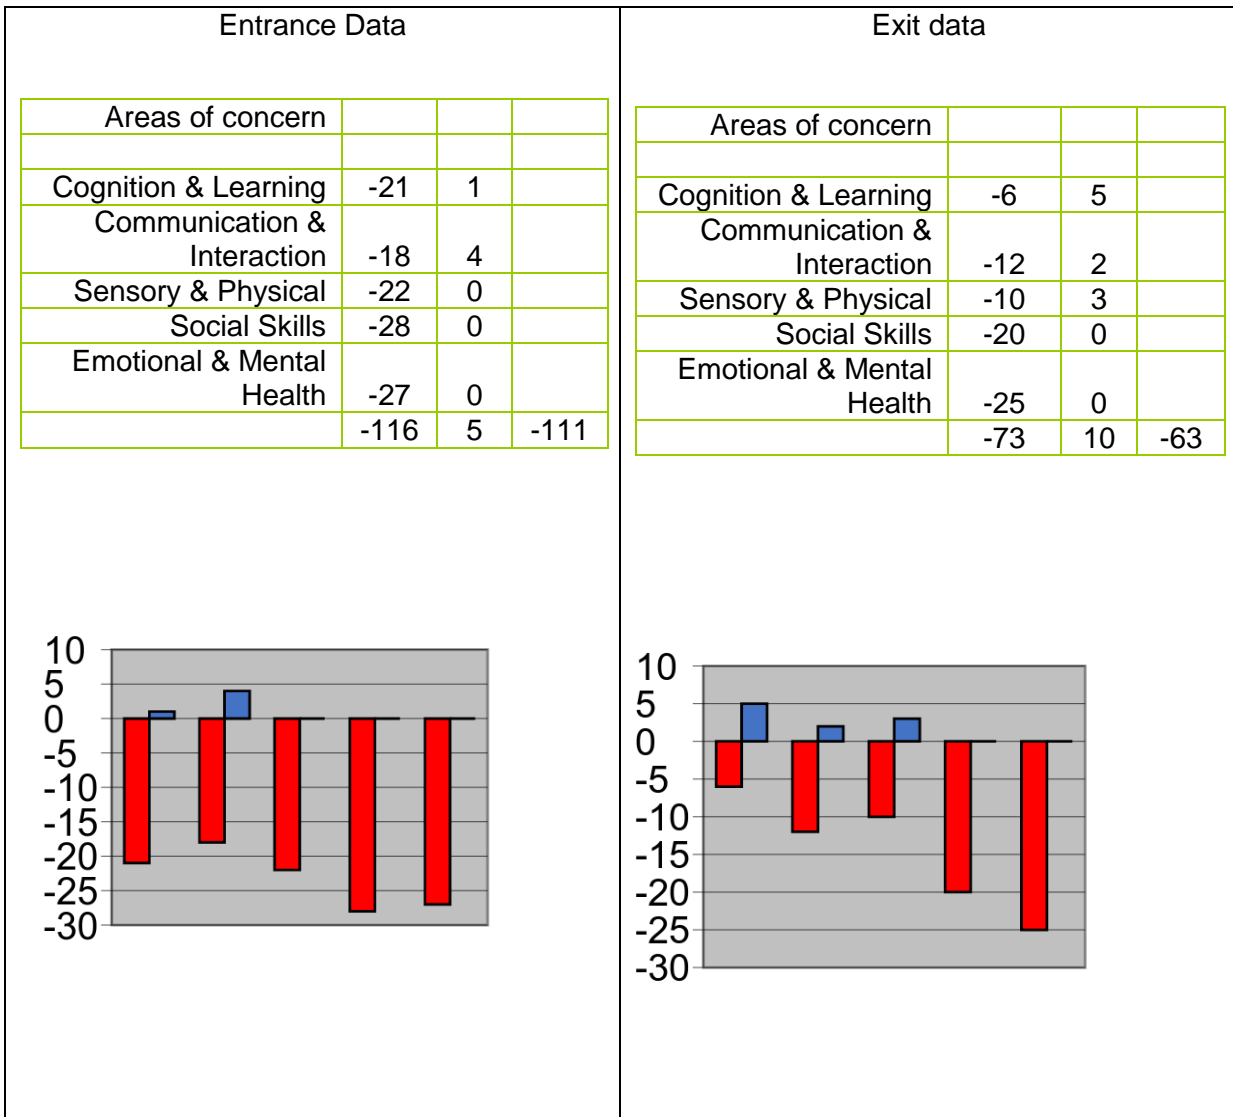 Entrance Data
Areas of concern
Cognition & Learning -21 1
Communication &
Interaction -18 4
Sensory & Physical -22 0
Social Skills -28 0
Emotional & Mental
Health -27 0
-116 5 -111
10
5
0
-5
-10
-15
-20
-25
-30
Exit data
Areas of concern
Cognition & Learning -6 5
Communication &
Interaction -12 2
Sensory & Physical -10 3
Social Skills -20 0
Emotional & Mental
Health -25 0
-73 10 -63
10
5
0
-5
-10
-15
-20
-25
-30